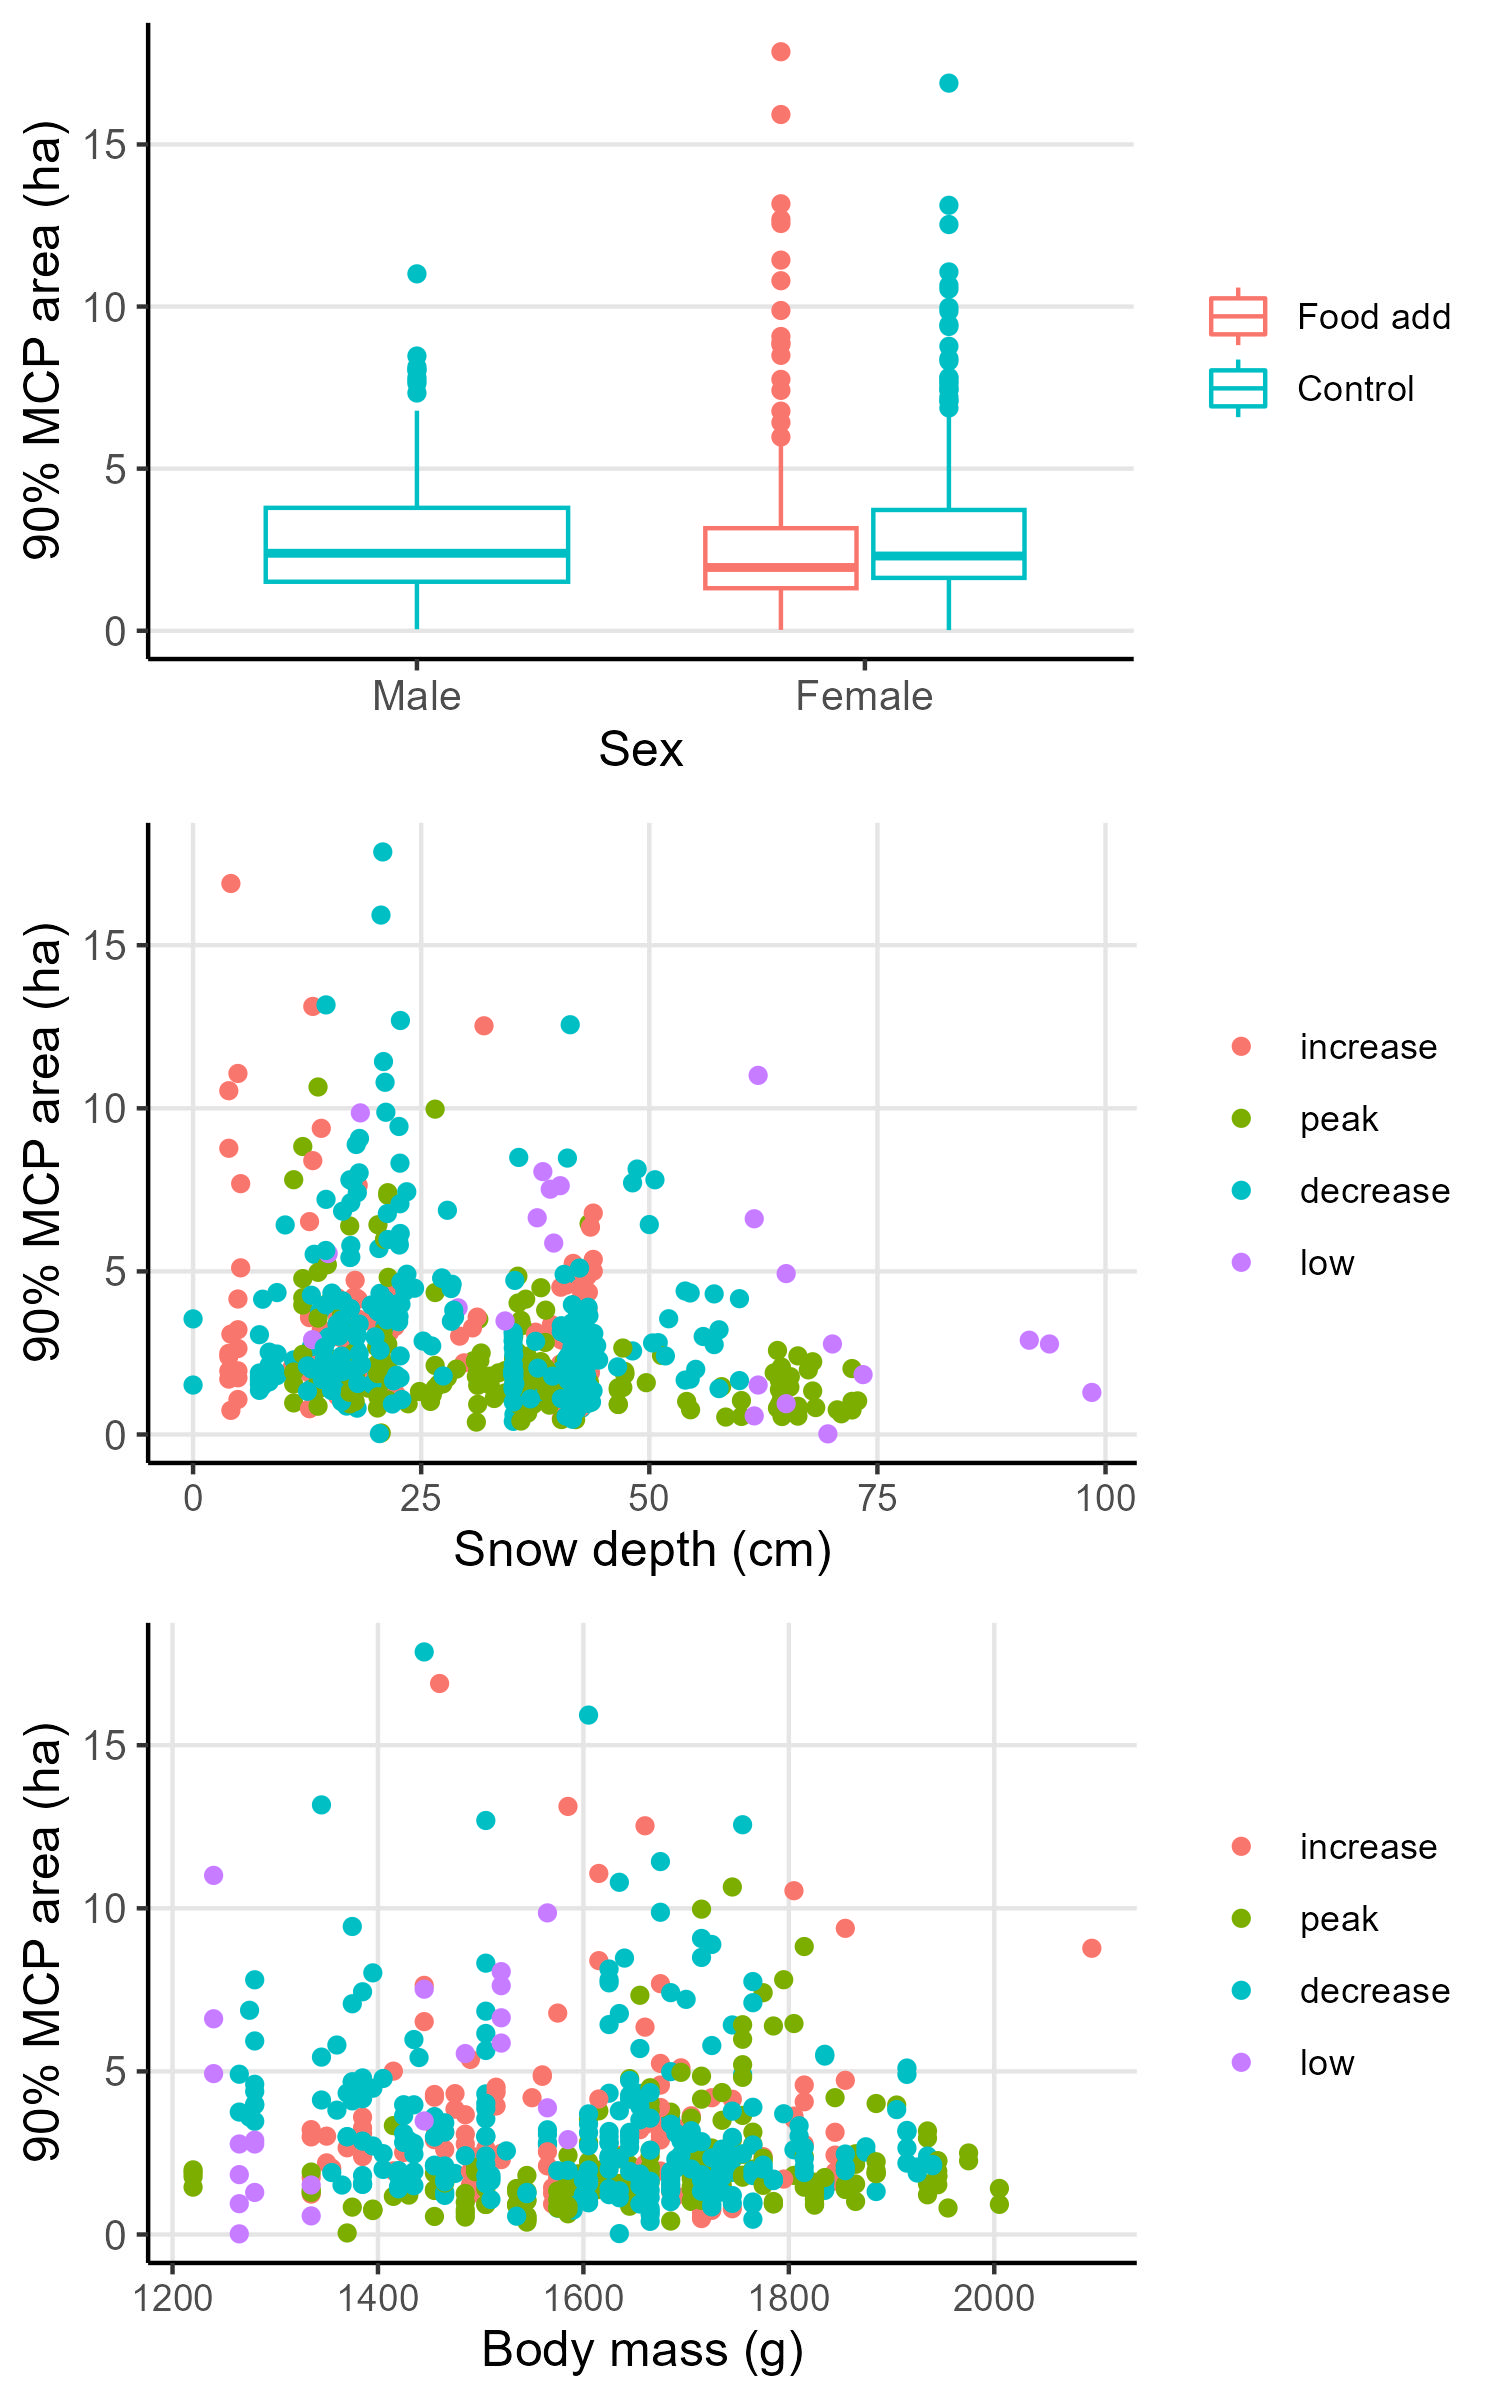 90% MCP area (ha)
15
10
5
0
Male Female
Sex
Food add
Control
90% MCP area (ha)
15
10
5
0
0 25 50 75 100
Snow depth (cm)
increase
peak
decrease
low
90% MCP area (ha)
15
10
5
0
1200 1400 1600 1800 2000
Body mass (g)
increase
peak
decrease
low